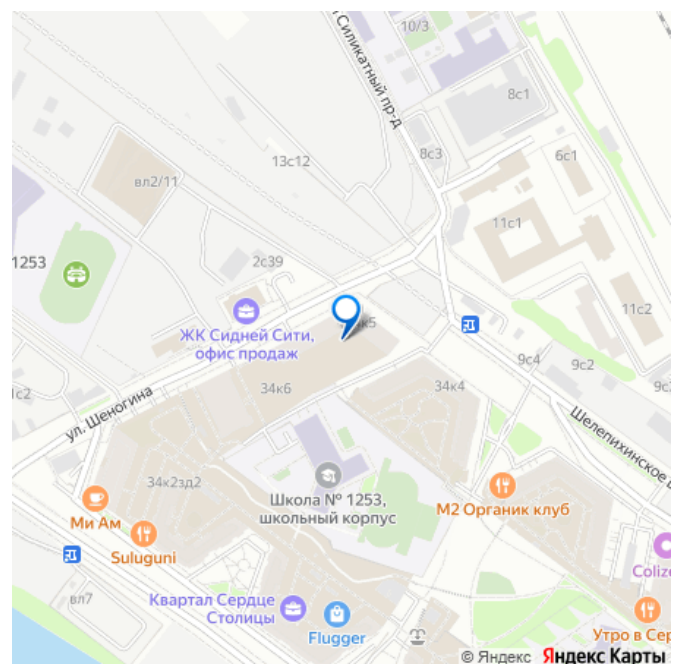 10/3
Силикатный пр-д
8с1
8с3
6с1
13с12
вл2/11
11с1
1253
2с39
11с2
ЖК Сидней Сити,
офис продаж
к5
9с4
9с2
34к6
34к4
ул. Шеногина
Школа № 1253,
школьный корпус
34к2зд2
М2 Органик клуб
Ми Ам
Suluguni
вл7
Квартал Сердце
Столицы
Flugger
© Яндекс Яндекс Карты